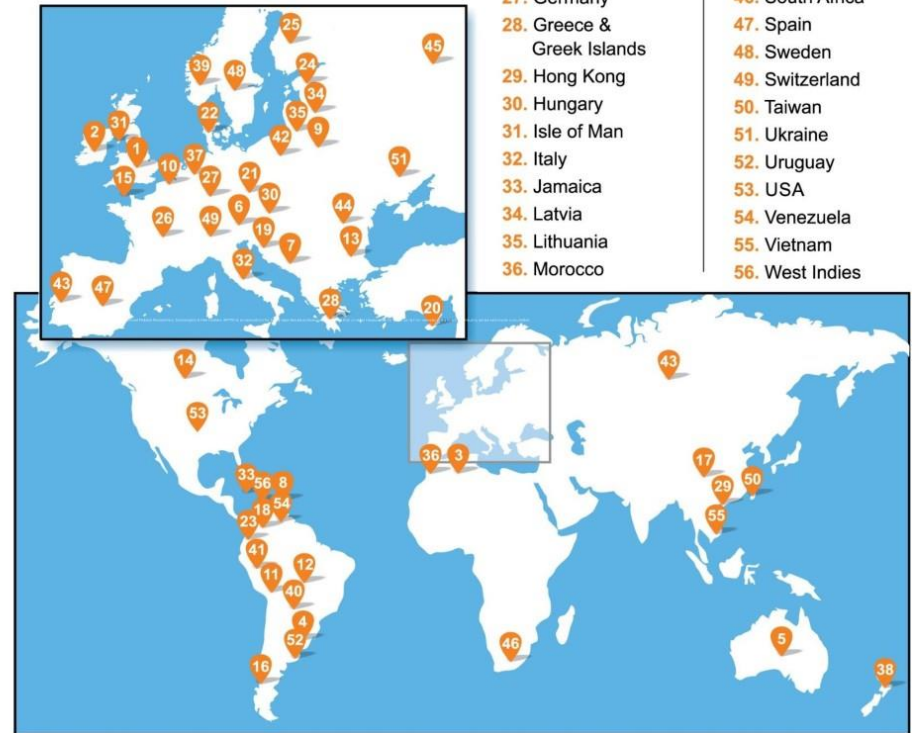 27. Germany
28. Greece &
Greek Islands
29. Hong Kong
30. Hungary
31. Isle of Man
32. Italy
33. Jamaica
34. Latvia
35. Lithuania
36. Morocco
46. South Africa
47. Spain
48. Sweden
49. Switzerland
50. Taiwan
51. Ukraine
52. Uruguay
53. USA
54. Venezuela
55. Vietnam
56. West Indies
25
45
39
48
24
34
22
35
31
2
9
42
1
37
51
10
15
27
21
30
6
44
26
49
19
13
7
32
43
47
28
20
14
43
53
36
3
17
33
56
8
29
50
54
18
23
55
41
12
11
40
4
52
46
5
16
38